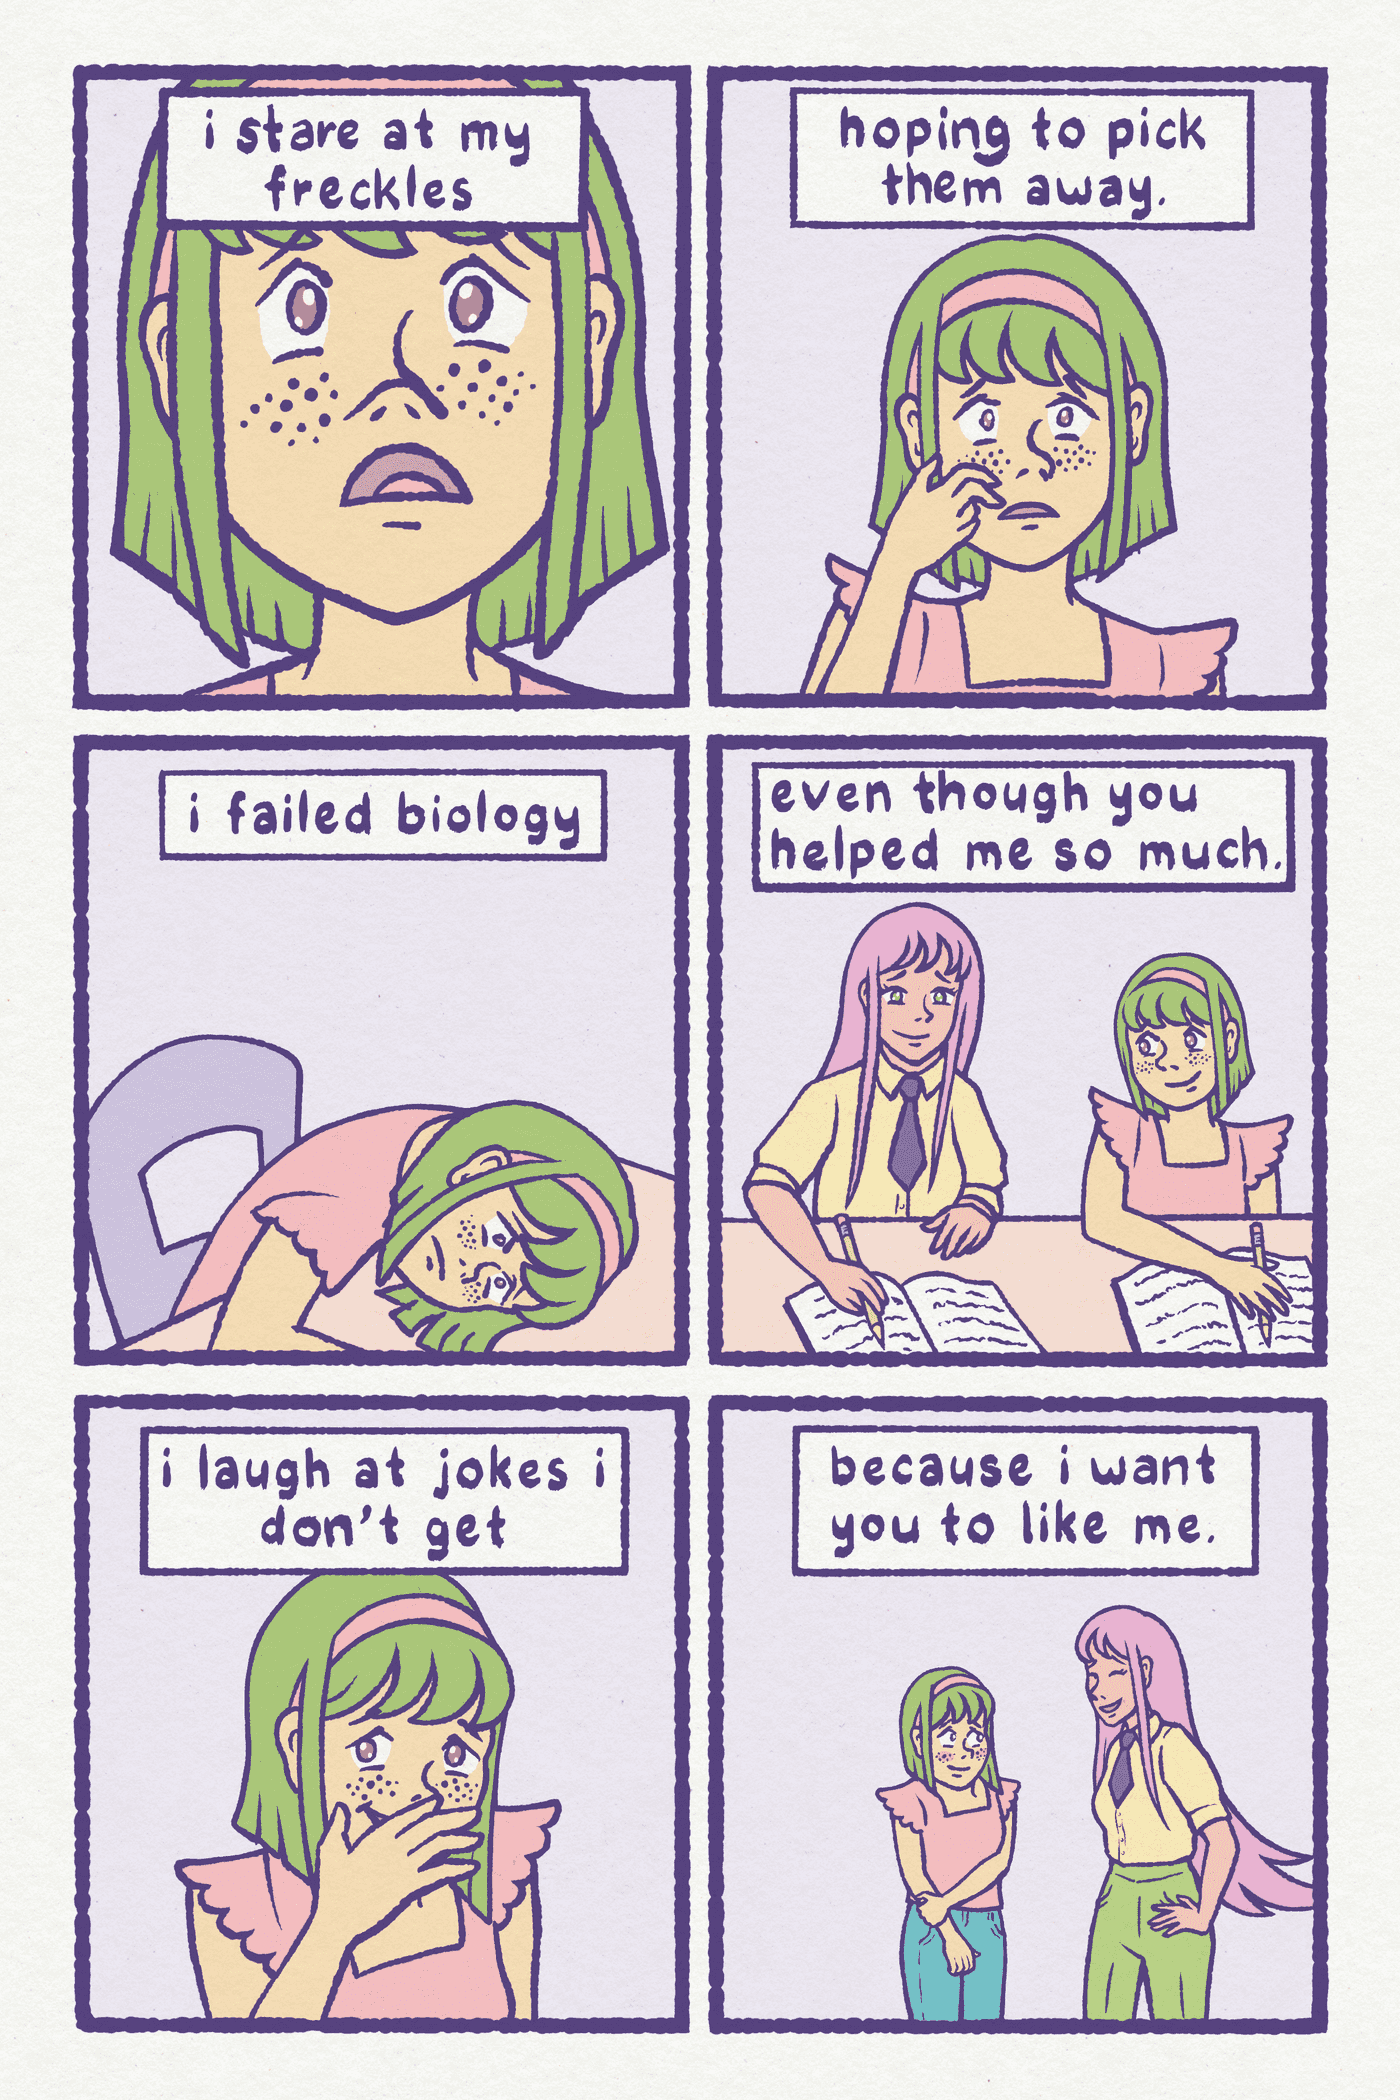 i stare at my
freckles
hoping to pick
them away.
i failed biology
even though you
helped me so much.
i laugh at jokes i
don't get
because i want
you to like me.